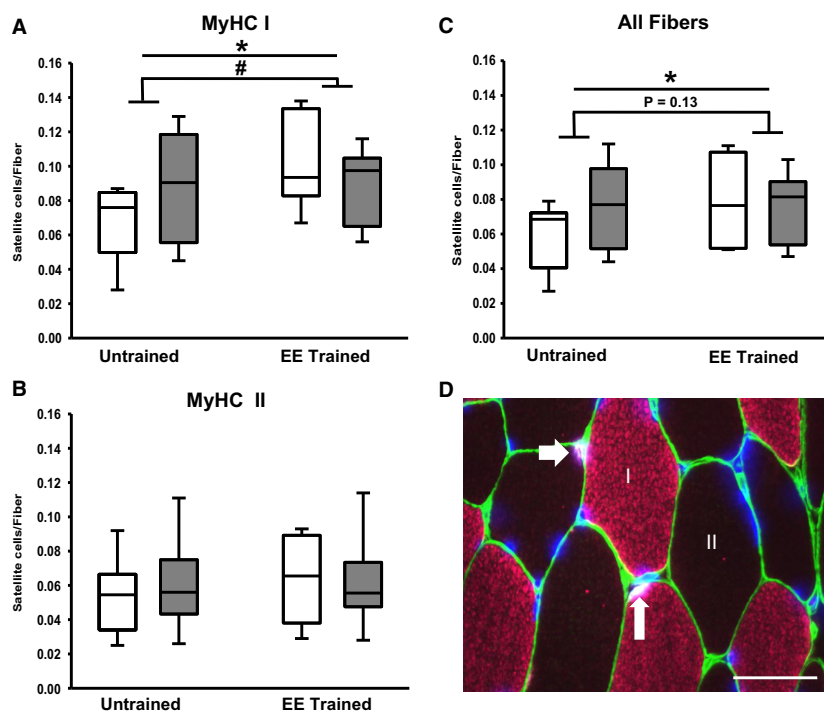 A
MyHC I
*
#
Satellite cells/Fiber
0.16
0.14
0.12
0.10
0.08
0.06
0.04
0.02
0.00
Untrained
EE Trained
B
MyHC II
Satellite cells/Fiber
0.16
0.14
0.12
0.10
0.08
0.06
0.04
0.02
0.00
Untrained
EE Trained
C
All Fibers
*
P = 0.13
Satellite cells/Fiber
0.16
0.14
0.12
0.10
0.08
0.06
0.04
0.02
0.00
Untrained
EE Trained
D
I
II